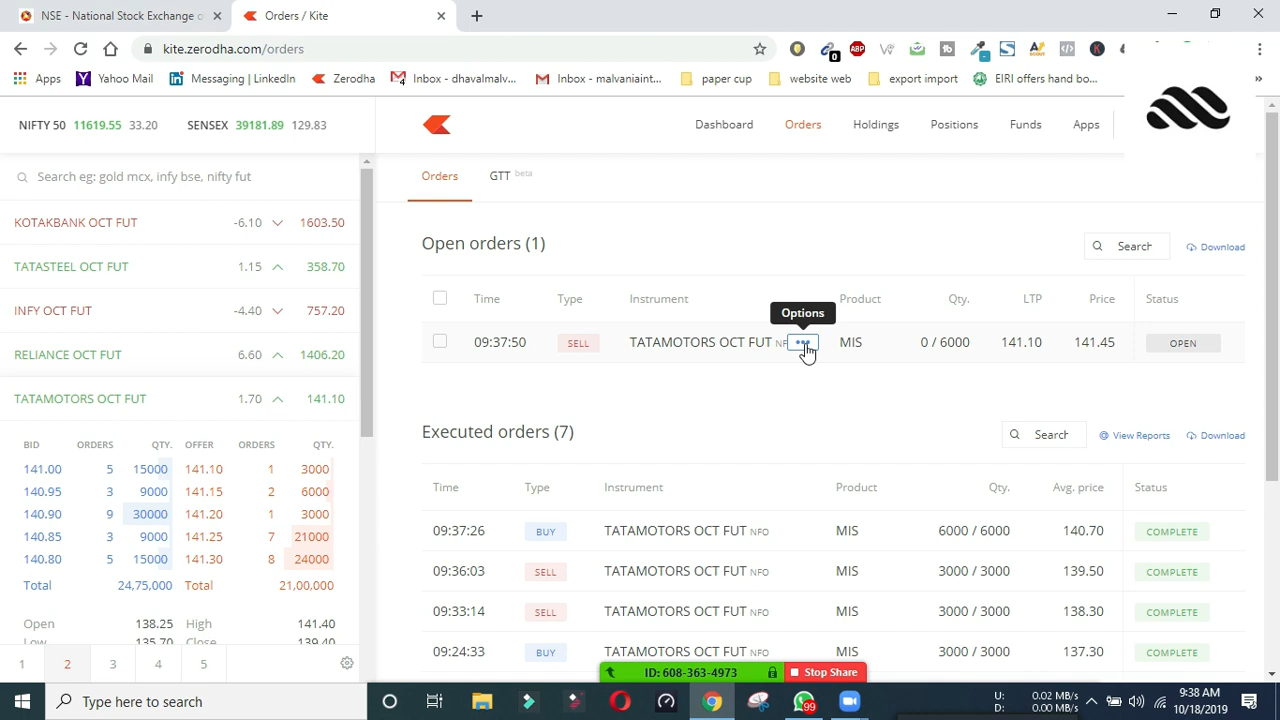 NSE - National Stock Exchange o
Orders / Kite
kite.zerodha.com/orders
Apps
Yahoo Mail
Messaging | LinkedIn
Zerodha
Inbox - dhavalmalv...
Inbox - malvaniaint...
paper cup
website web
export import
EIRI offers hand bo...
NIFTY 50 11619.55 33.20
SENSEX 39181.89 129.83
Dashboard
Orders
Holdings
Positions
Funds
Apps
Search eg: gold mcx, infy bse, nifty fut
KOTAKBANK OCT FUT -6.10 1603.50
TATASTEEL OCT FUT 1.15 358.70
INFY OCT FUT -4.40 757.20
RELIANCE OCT FUT 6.60 1406.20
TATAMOTORS OCT FUT 1.70 141.10
BID ORDERS QTY. OFFER ORDERS QTY.
141.00 5 15000 141.10 1 3000
140.95 3 9000 141.15 2 6000
140.90 9 30000 141.20 1 3000
140.85 3 9000 141.25 7 21000
140.80 5 15000 141.30 8 24000
Total 24,75,000 Total 21,00,000
Open 138.25 High 141.40
Low 135.70 Close 139.40
1 2 3 4 5
Orders
GTT beta
Open orders (1)
Search
Download
Time Type Instrument Product Qty. LTP Price Status
Options
09:37:50 SELL TATAMOTORS OCT FUT NF MIS 0 / 6000 141.10 141.45 OPEN
Executed orders (7)
Search
View Reports
Download
Time Type Instrument Product Qty. Avg. price Status
09:37:26 BUY TATAMOTORS OCT FUT NFO MIS 6000 / 6000 140.70 COMPLETE
09:36:03 SELL TATAMOTORS OCT FUT NFO MIS 3000 / 3000 139.50 COMPLETE
09:33:14 SELL TATAMOTORS OCT FUT NFO MIS 3000 / 3000 138.30 COMPLETE
09:24:33 BUY TATAMOTORS OCT FUT NFO MIS 3000 / 3000 137.30 COMPLETE
ID: 608-363-4973
Stop Share
Type here to search
99
U: 0.02 MB/s
D: 0.00 MB/s
9:38 AM
10/18/2019